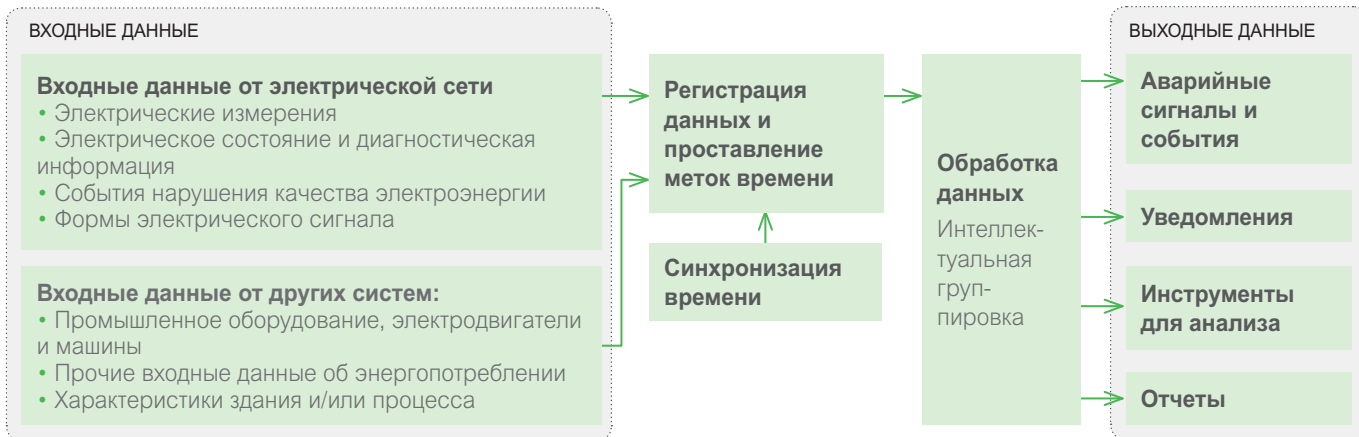 ВХОДНЫЕ ДАННЫЕ
Входные данные от электрической сети
• Электрические измерения
• Электрическое состояние и диагностическая
информация
• События нарушения качества электроэнергии
• Формы электрического сигнала
Входные данные от других систем:
• Промышленное оборудование, электродвигатели
и машины
• Прочие входные данные об энергопотреблении
• Характеристики здания и/или процесса
Регистрация
данных и
проставление
меток времени
Синхронизация
времени
Обработка
данных
Интеллек-
туальная
груп-
пировка
ВЫХОДНЫЕ ДАННЫЕ
Аварийные
сигналы и
события
Уведомления
Инструменты
для анализа
Отчеты